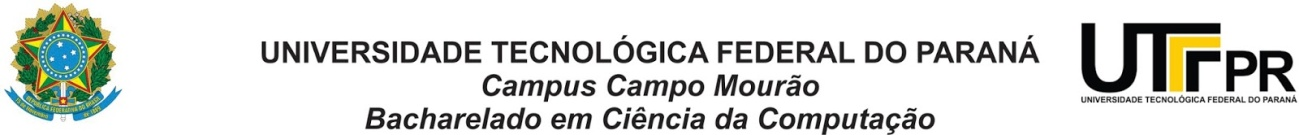 UNIVERSIDADE TECNOLÓGICA FEDERAL DO PARANÁ
Campus Campo Mourão
Bacharelado em Ciência da Computação
UTFPR
UNIVERSIDADE TECNOLÓGICA FEDERAL DO PARANÁ